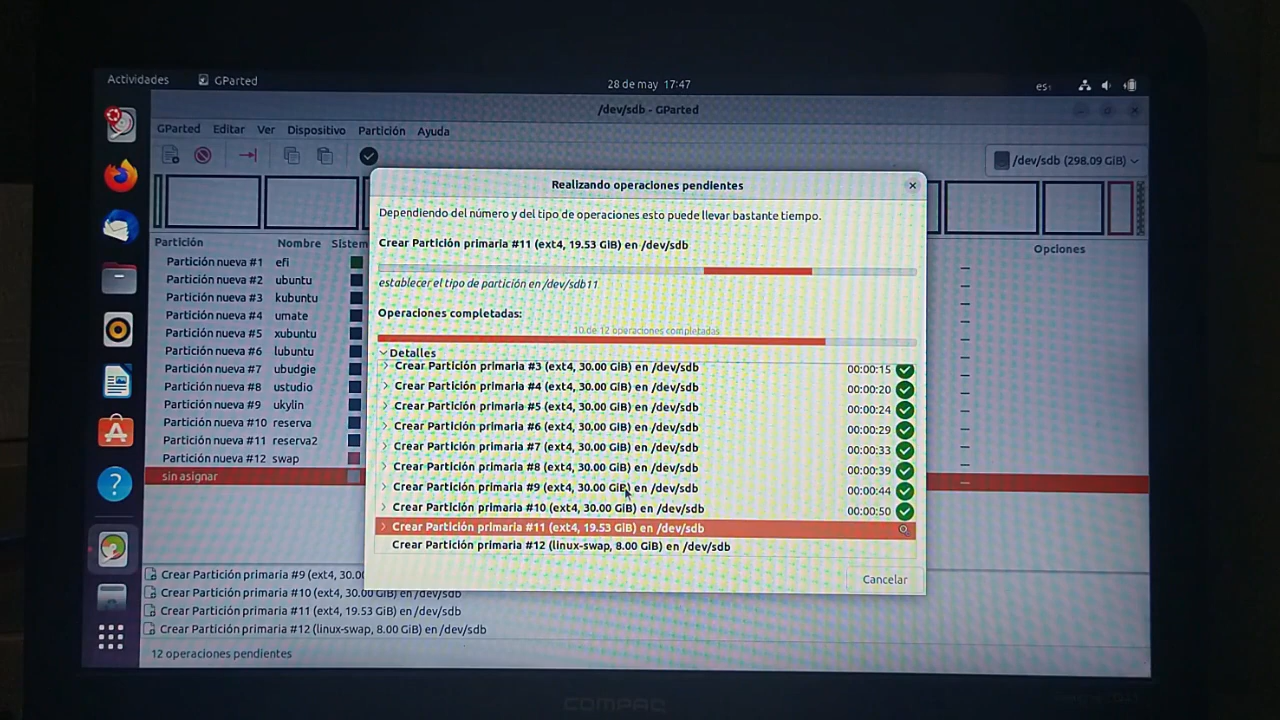 Actividades GParted 28 de may 17:47 es₁
/dev/sdb - GParted
GParted Editar Ver Dispositivo Partición Ayuda
/dev/sdb (298.09 GiB)
Partición Nombre Sistem Opciones
Partición nueva #1 efi —
Partición nueva #2 ubuntu —
Partición nueva #3 kubuntu —
Partición nueva #4 umate —
Partición nueva #5 xubuntu —
Partición nueva #6 lubuntu —
Partición nueva #7 ubudgie —
Partición nueva #8 ustudio —
Partición nueva #9 ukylin —
Partición nueva #10 reserva —
Partición nueva #11 reserva2 —
Partición nueva #12 swap —
sin asignar —
Crear Partición primaria #9 (ext4, 30.00
Crear Partición primaria #10 (ext4, 30.00 GiB) en /dev/sdb
Crear Partición primaria #11 (ext4, 19.53 GiB) en /dev/sdb
Crear Partición primaria #12 (linux-swap, 8.00 GiB) en /dev/sdb
12 operaciones pendientes
Realizando operaciones pendientes
Dependiendo del número y del tipo de operaciones esto puede llevar bastante tiempo.
Crear Partición primaria #11 (ext4, 19.53 GiB) en /dev/sdb
establecer el tipo de partición en /dev/sdb11
Operaciones completadas:
10 de 12 operaciones completadas
Detalles
Crear Partición primaria #3 (ext4, 30.00 GiB) en /dev/sdb 00:00:15
Crear Partición primaria #4 (ext4, 30.00 GiB) en /dev/sdb 00:00:20
Crear Partición primaria #5 (ext4, 30.00 GiB) en /dev/sdb 00:00:24
Crear Partición primaria #6 (ext4, 30.00 GiB) en /dev/sdb 00:00:29
Crear Partición primaria #7 (ext4, 30.00 GiB) en /dev/sdb 00:00:33
Crear Partición primaria #8 (ext4, 30.00 GiB) en /dev/sdb 00:00:39
Crear Partición primaria #9 (ext4, 30.00 GiB) en /dev/sdb 00:00:44
Crear Partición primaria #10 (ext4, 30.00 GiB) en /dev/sdb 00:00:50
Crear Partición primaria #11 (ext4, 19.53 GiB) en /dev/sdb
Crear Partición primaria #12 (linux-swap, 8.00 GiB) en /dev/sdb
Cancelar
COMPAQ